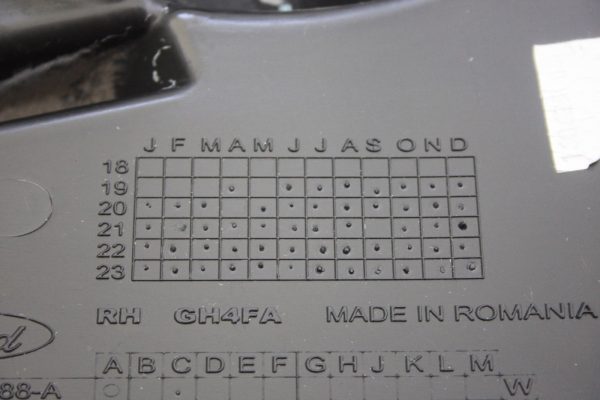 J F M A M J J A S O N D
18
19
20
21
22
23
RH GH4FA MADE IN ROMANIA
A B C D E F G H J K L M
88-A W